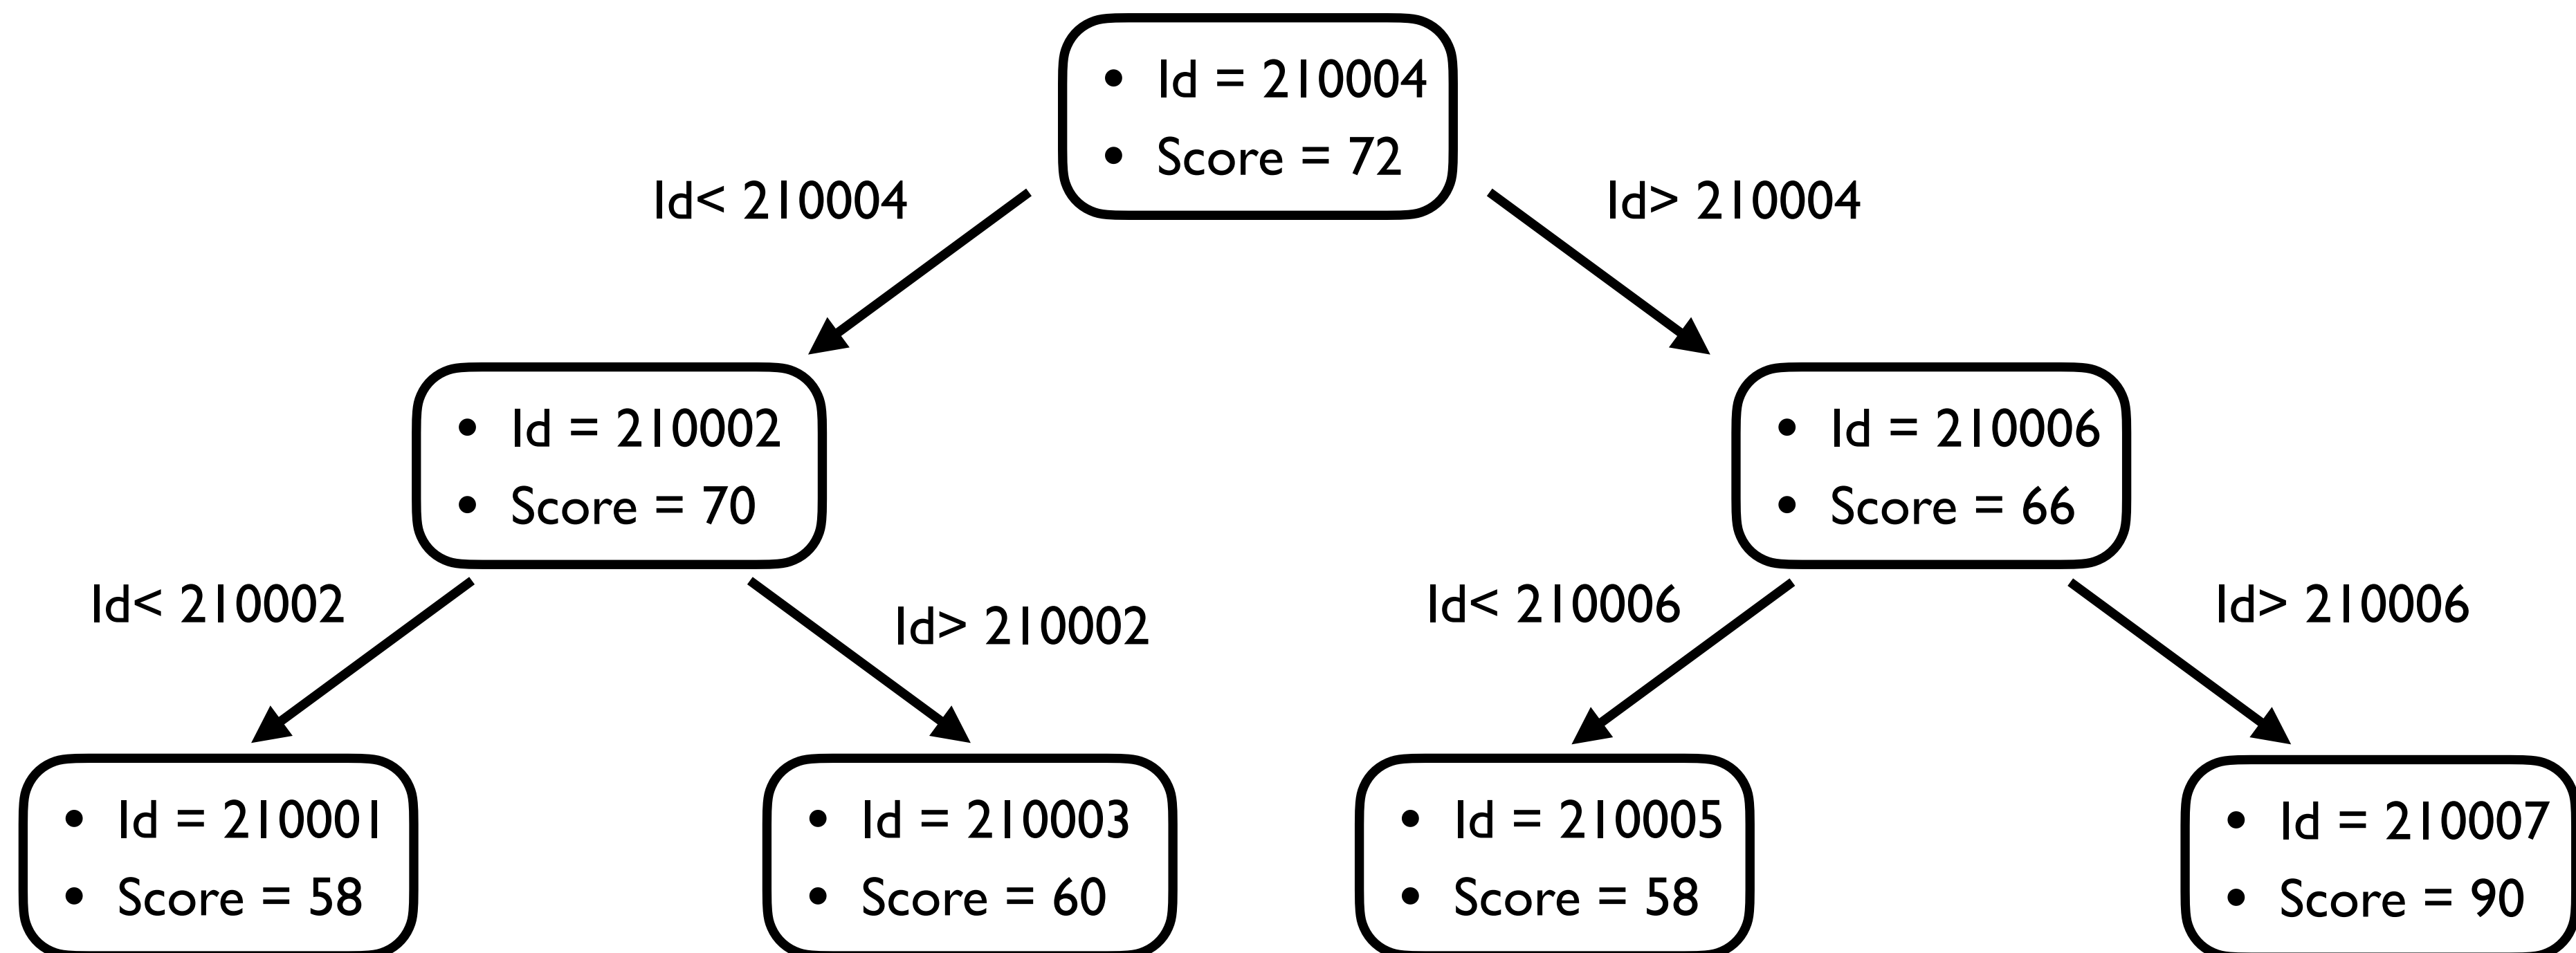 • Id = 210004
• Score = 72
Id< 210004
Id> 210004
• Id = 210002
• Score = 70
• Id = 210006
• Score = 66
Id< 210002
Id> 210002
Id< 210006
Id> 210006
• Id = 210001
• Score = 58
• Id = 210003
• Score = 60
• Id = 210005
• Score = 58
• Id = 210007
• Score = 90